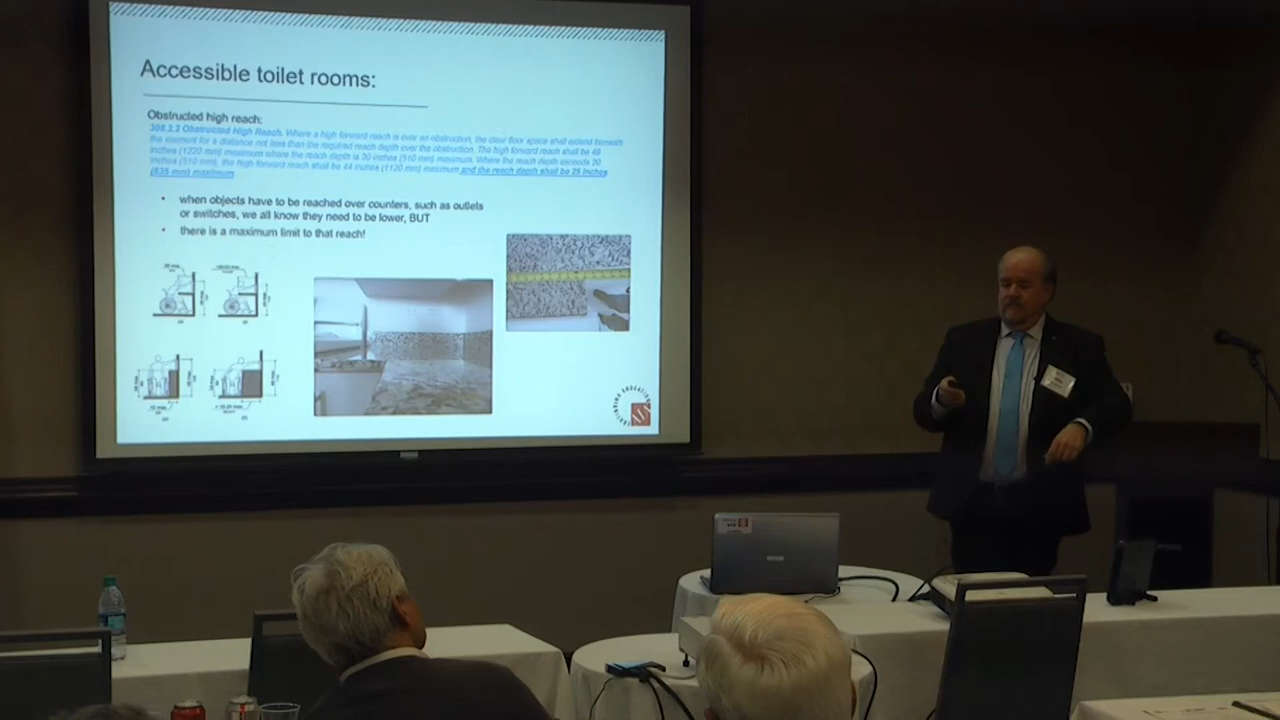 Accessible toilet rooms:
Obstructed high reach:
308.2.2 Obstructed High Reach. Where a high forward reach is over an obstruction, the clear floor space shall extend beneath
the element for a distance not less than the required reach depth over the obstruction. The high forward reach shall be 48
inches (1220 mm) maximum where the reach depth is 20 inches (510 mm) maximum. Where the reach depth exceeds 20
inches (510 mm), the high forward reach shall be 44 inches (1120 mm) maximum and the reach depth shall be 25 inches
(635 mm) maximum
• when objects have to be reached over counters, such as outlets
or switches, we all know they need to be lower, BUT
• there is a maximum limit to that reach!
CONTINUING EDUCATION